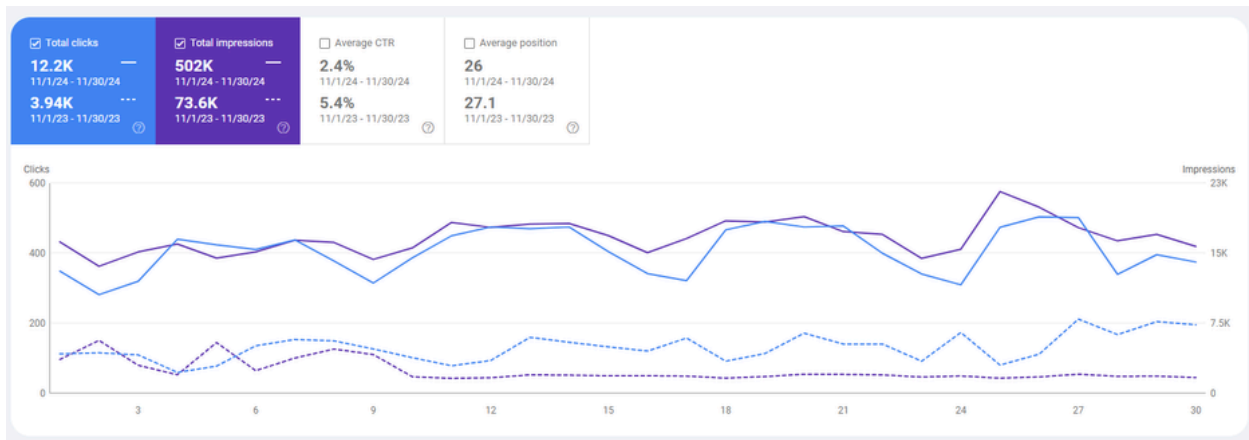 Total clicks
12.2K
11/1/24 - 11/30/24
3.94K
11/1/23 - 11/30/23
Total impressions
502K
11/1/24 - 11/30/24
73.6K
11/1/23 - 11/30/23
Average CTR
2.4%
11/1/24 - 11/30/24
5.4%
11/1/23 - 11/30/23
Average position
26
11/1/24 - 11/30/24
27.1
11/1/23 - 11/30/23
Clicks
Impressions
600
23K
400
15K
200
7.5K
0
0
3 6 9 12 15 18 21 24 27 30